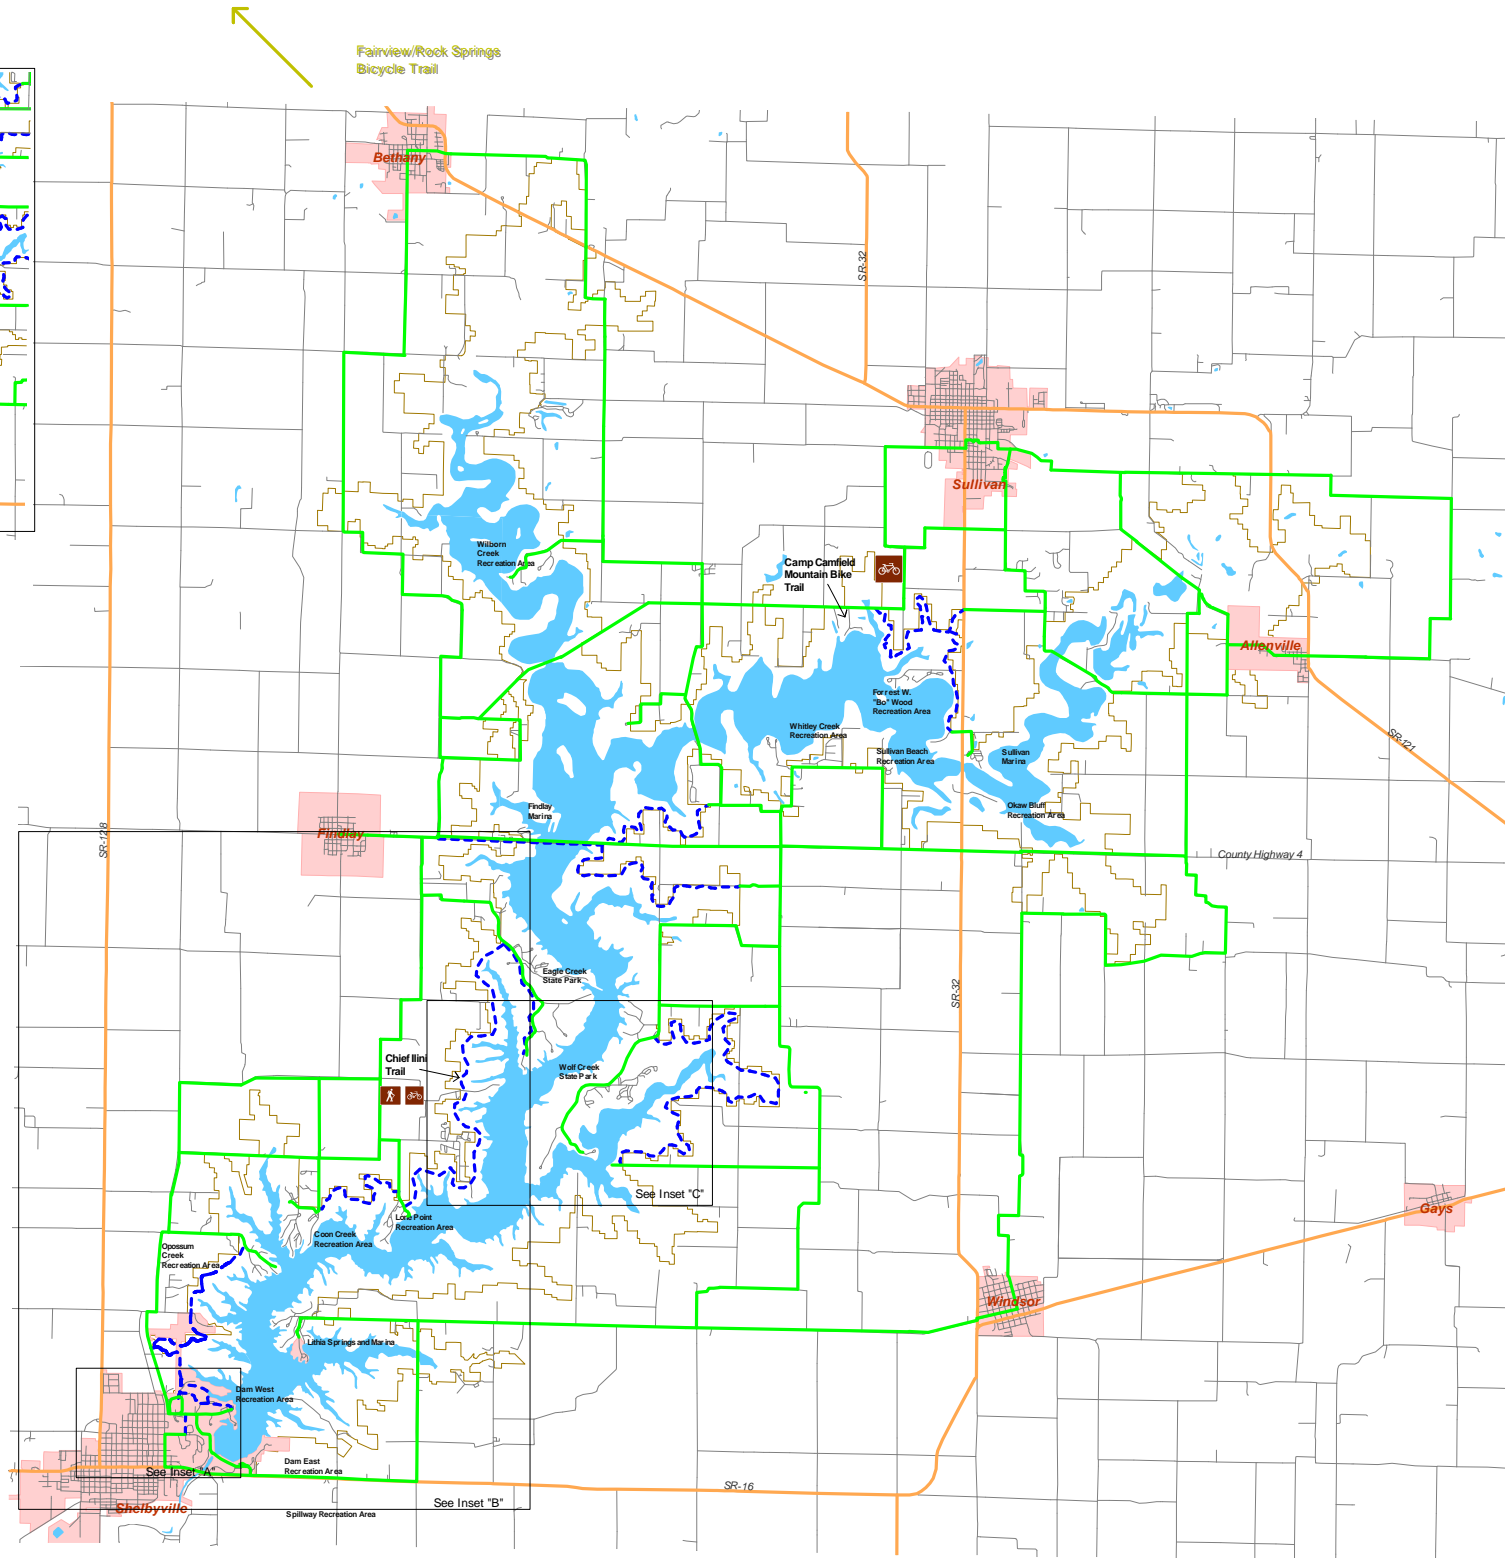 Fairview/Rock Springs
Bicycle Trail
Bethany
SR-32
Sullivan
Wilborn
Creek
Recreation Area
Camp Camfield
Mountain Bike
Trail
Allenville
Forrest W.
"Bo" Wood
Recreation Area
Whitley Creek
Recreation Area
Sullivan Beach
Recreation Area
Sullivan
Marina
SR-121
Findlay
Marina
Okaw Bluff
Recreation Area
Findlay
SR-128
County Highway 4
Eagle Creek
State Park
SR-32
Chief Illini
Trail
Wolf Creek
State Park
See Inset "C"
Gays
Lone Point
Recreation Area
Coon Creek
Recreation Area
Opossum
Creek
Recreation Area
Windsor
Lithia Springs and Marina
Dam West
Recreation Area
Dam East
Recreation Area
See Inset "A"
SR-16
See Inset "B"
Shelbyville
Spillway Recreation Area